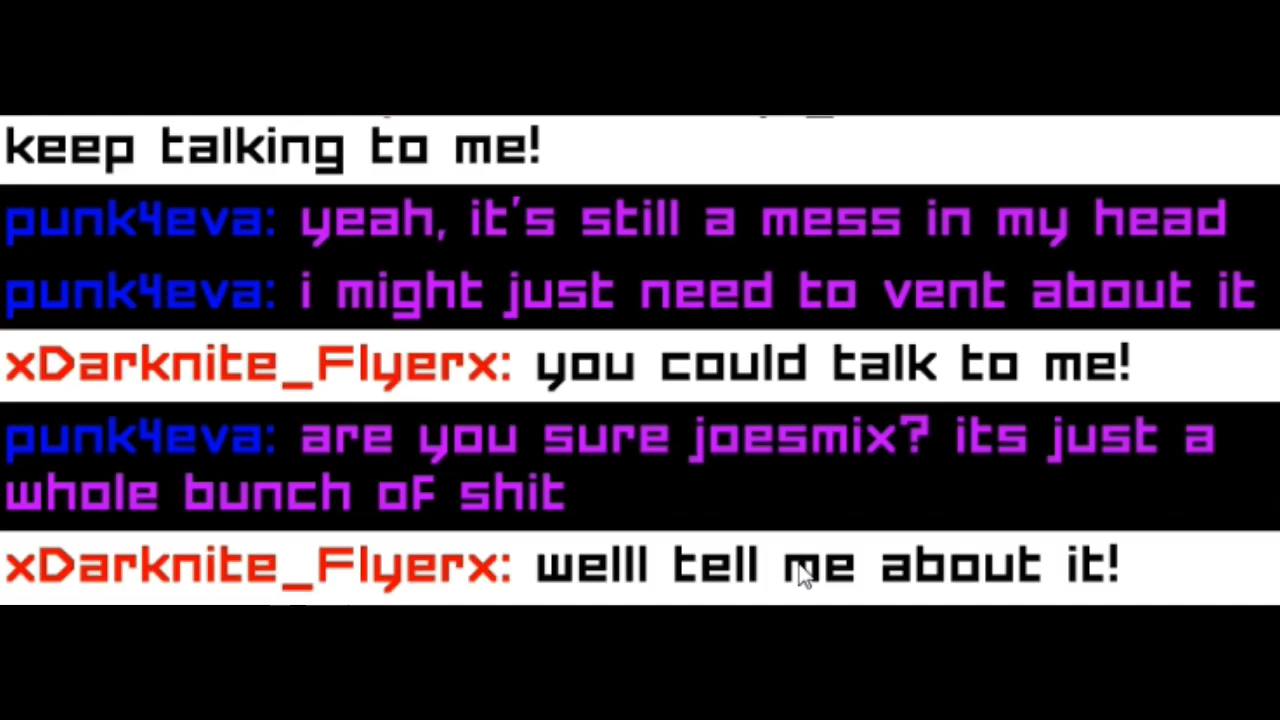 keep talking to me!
punk4eva: yeah, it's still a mess in my head
punk4eva: i might just need to vent about it
xDarknite_Flyerx: you could talk to me!
punk4eva: are you sure joesmix? its just a
whole bunch of shit
xDarknite_Flyerx: welll tell me about it!